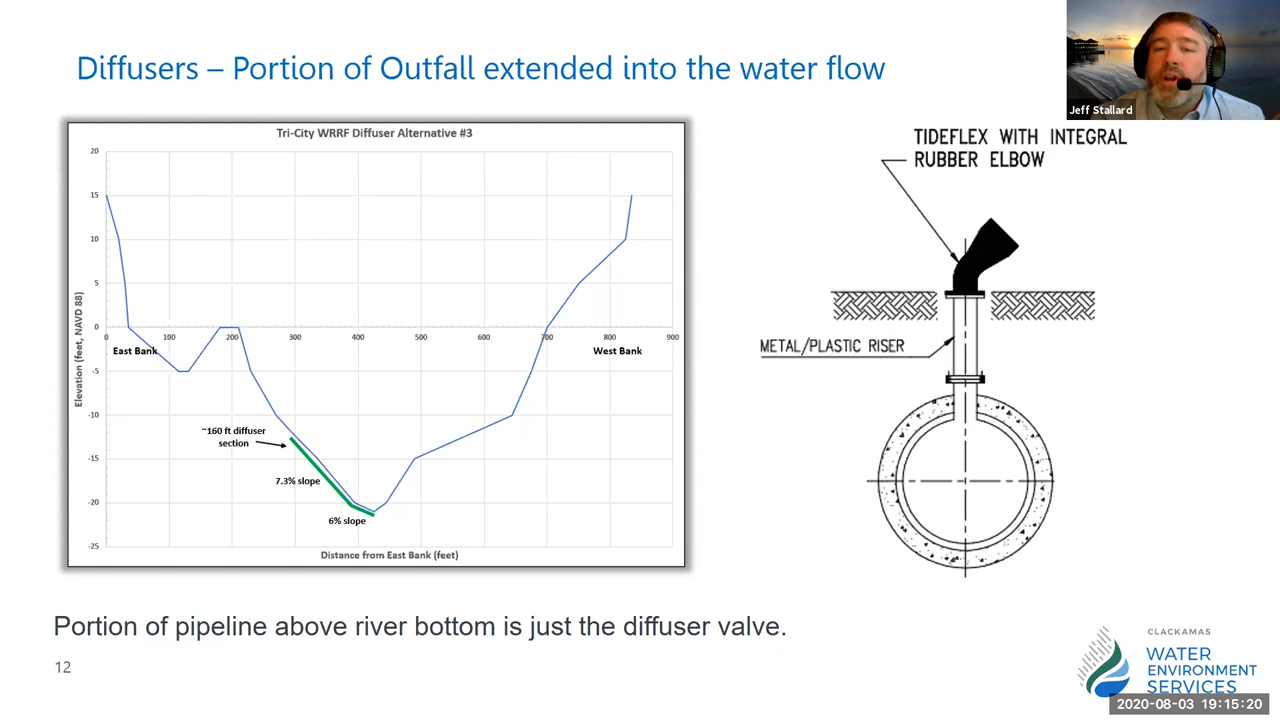 Diffusers – Portion of Outfall extended into the water flow
Jeff Stallard
Tri-City WRRF Diffuser Alternative #3
20
15
10
5
0
-5
-10
-15
-20
-25
0 100 200 300 400 500 600 700 800 900
Elevation (feet, NAVD 88)
East Bank
West Bank
~160 ft diffuser
section
7.3% slope
6% slope
Distance from East Bank (feet)
TIDEFLEX WITH INTEGRAL
RUBBER ELBOW
METAL/PLASTIC RISER
Portion of pipeline above river bottom is just the diffuser valve.
12
CLACKAMAS
WATER
ENVIRONMENT
SERVICES
2020-08-03 19:15:20